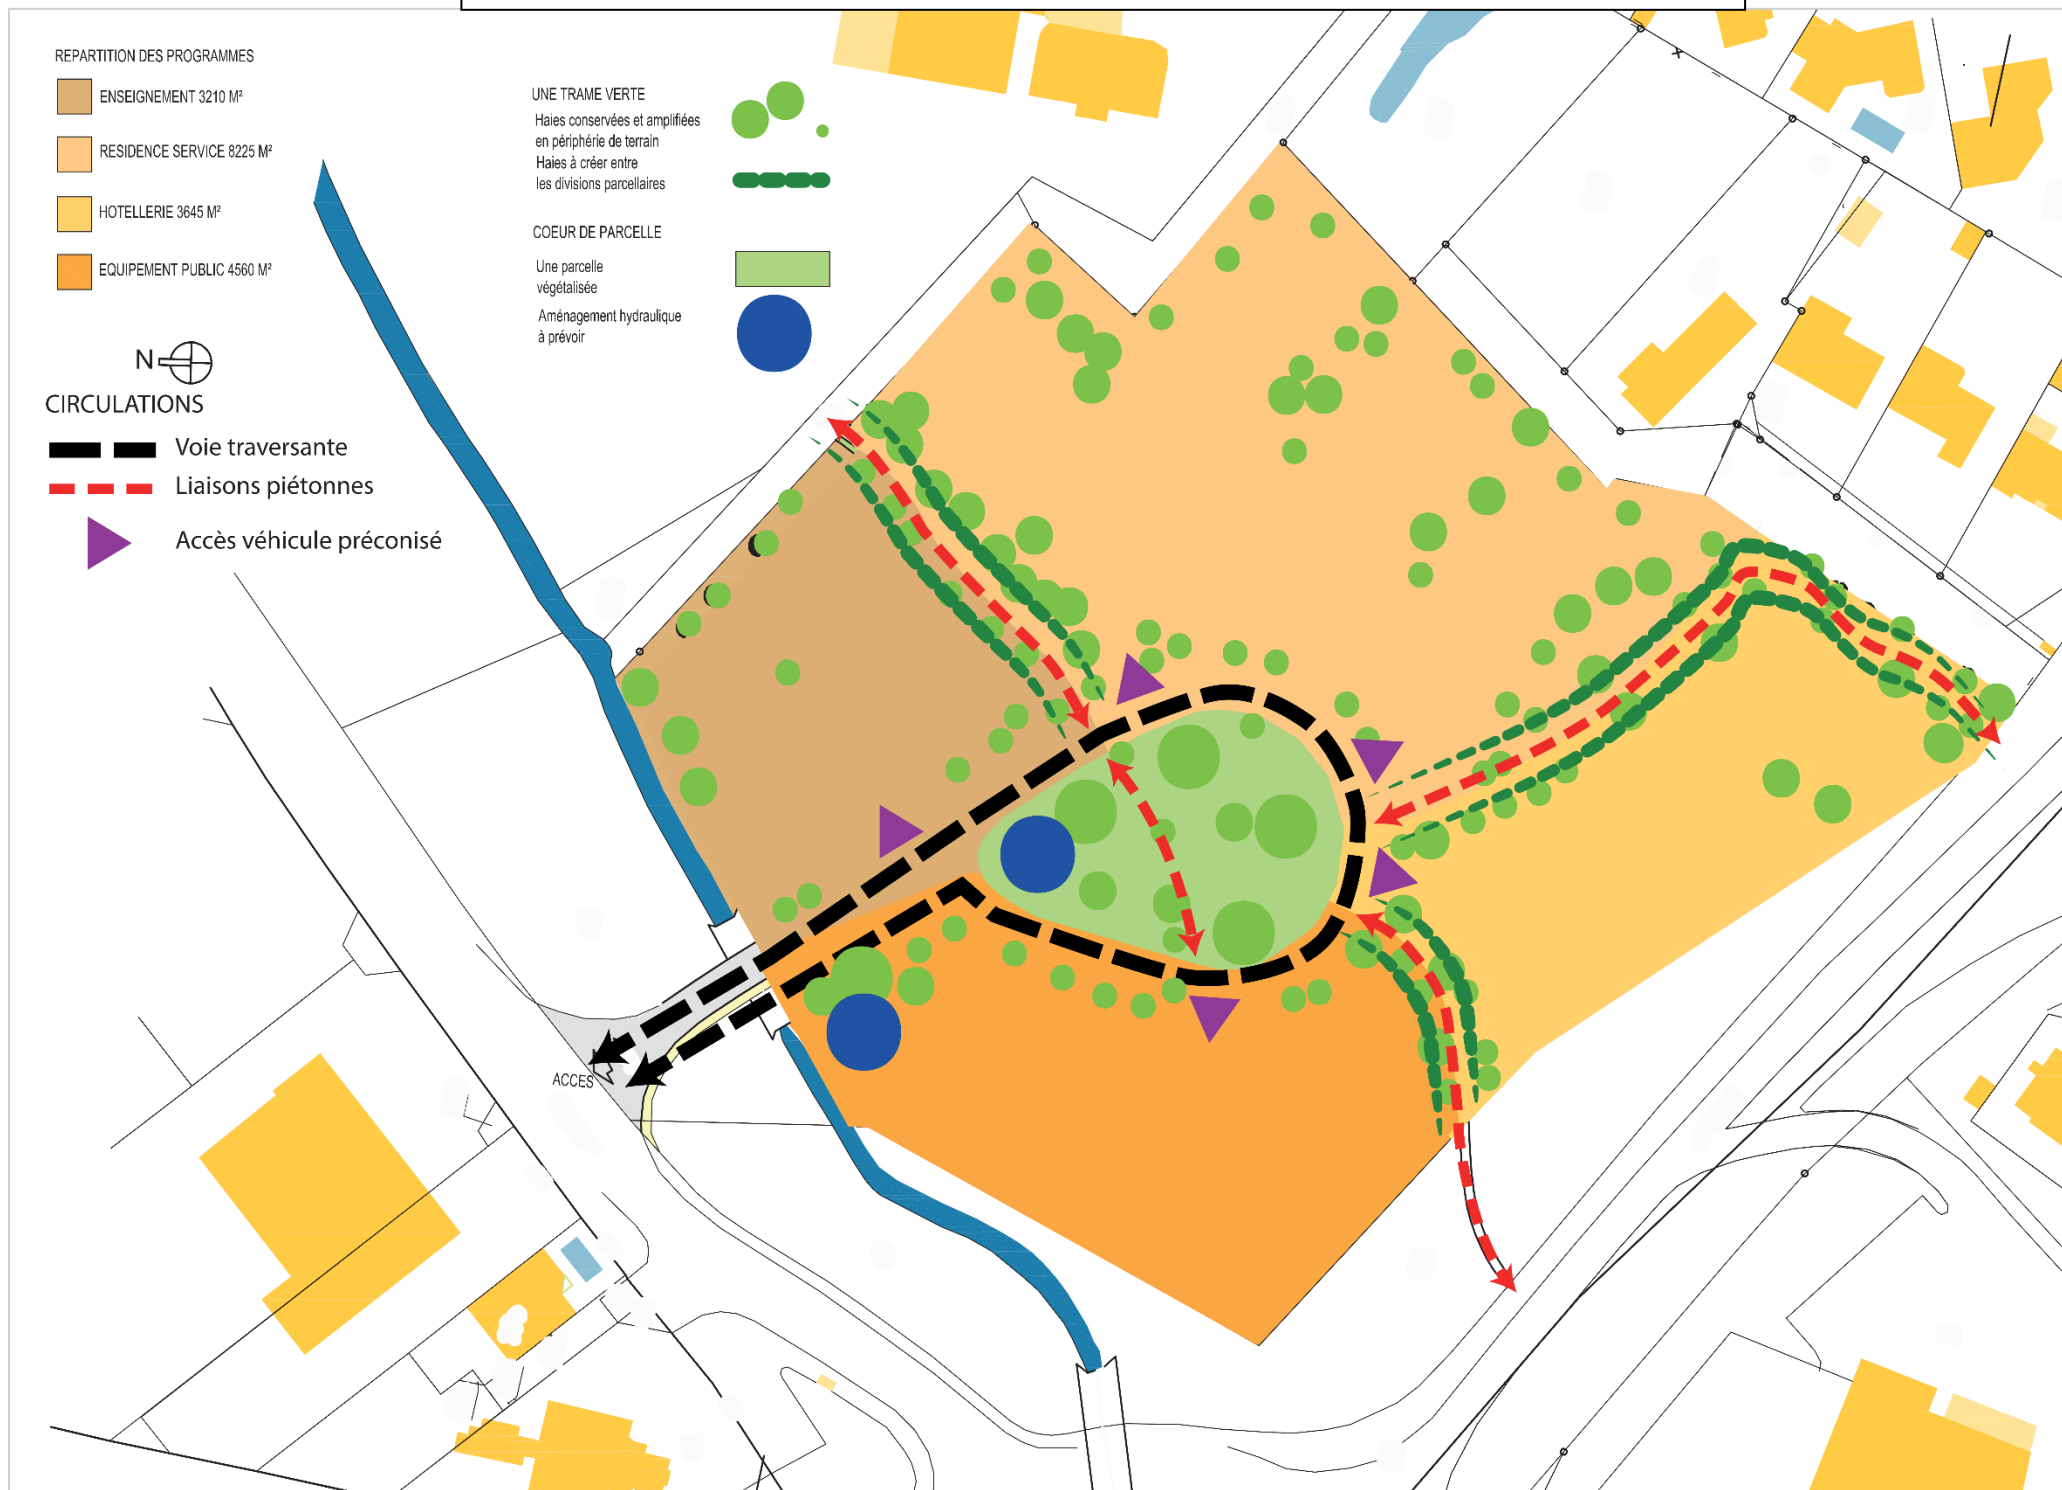 REPARTITION DES PROGRAMMES
ENSEIGNEMENT 3210 M²
RESIDENCE SERVICE 8225 M²
HOTELLERIE 3645 M²
EQUIPEMENT PUBLIC 4560 M²
N
CIRCULATIONS
Voie traversante
Liaisons piétonnes
Accès véhicule préconisé
UNE TRAME VERTE
Haies conservées et amplifiées
en périphérie de terrain
Haies à créer entre
les divisions parcellaires
COEUR DE PARCELLE
Une parcelle
végétalisée
Aménagement hydraulique
à prévoir
ACCES